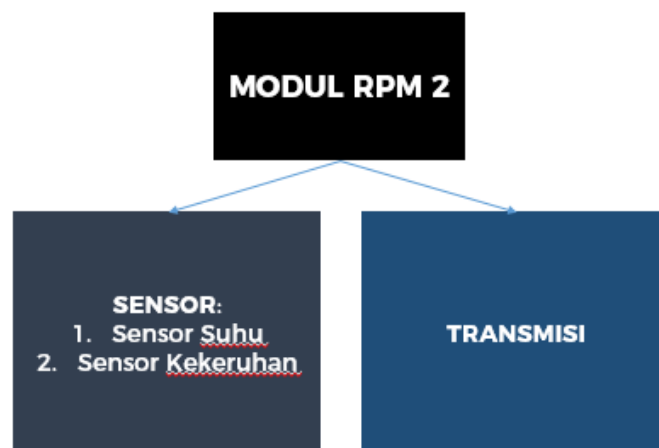 MODUL RPM 2
SENSOR:
1. Sensor Suhu
2. Sensor Kekeruhan
TRANSMISI